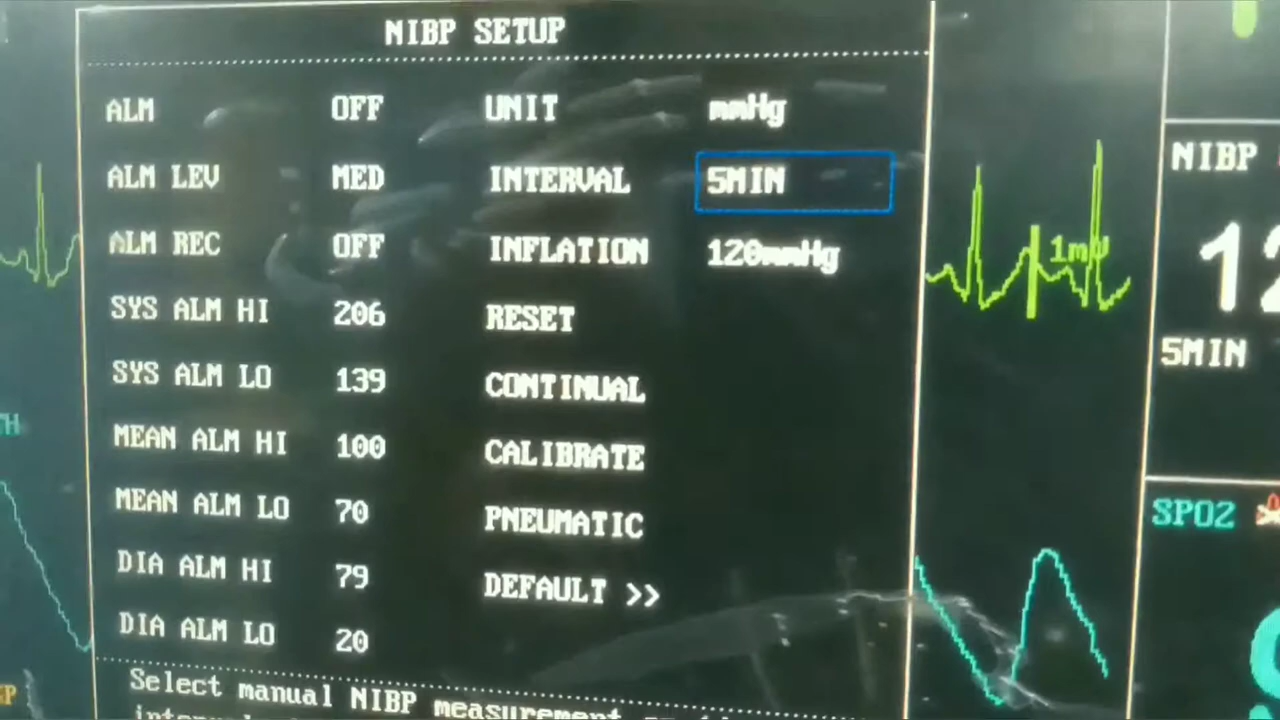 NIBP SETUP
ALM OFF UNIT mmHg
ALM LEV MED INTERVAL 5MIN
ALM REC OFF INFLATION 120mmHg
SYS ALM HI 206 RESET
SYS ALM LO 139 CONTINUAL
MEAN ALM HI 100 CALIBRATE
MEAN ALM LO 70 PNEUMATIC
DIA ALM HI 79 DEFAULT >>
DIA ALM LO 20
Select manual NIBP measurement
1mV
NIBP
12
5MIN
SPO2